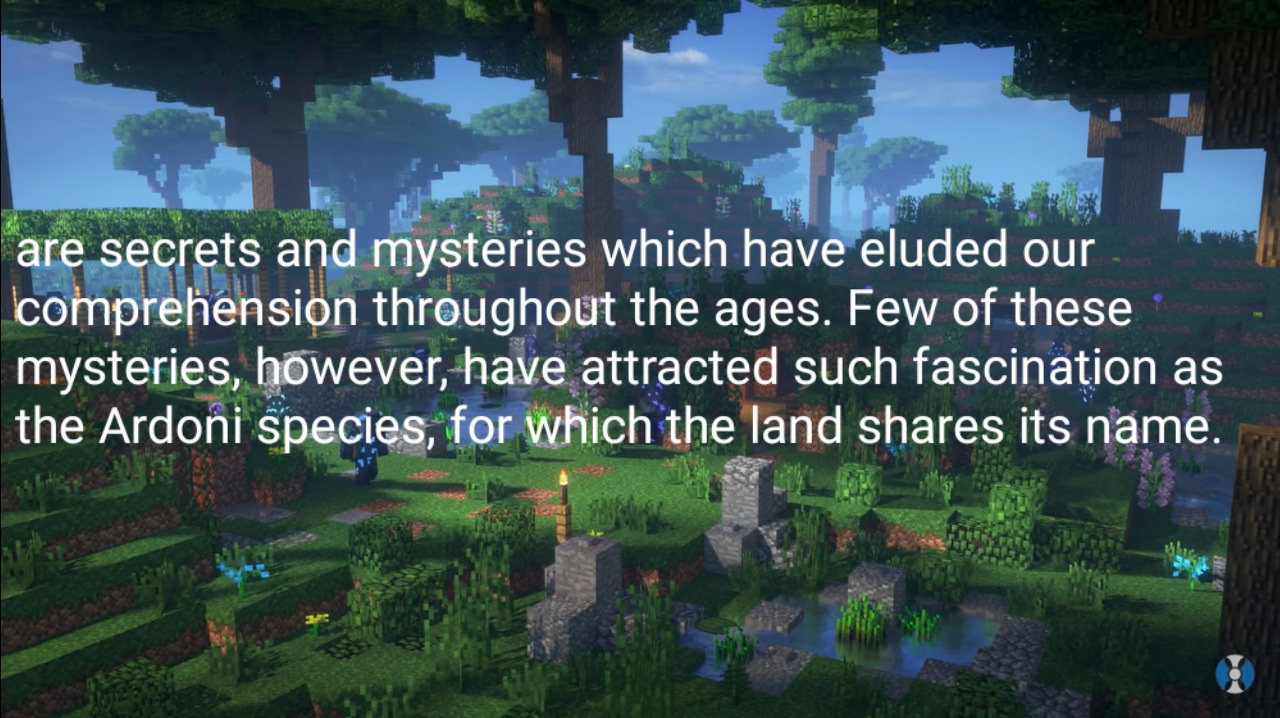 are secrets and mysteries which have eluded our
comprehension throughout the ages. Few of these
mysteries, however, have attracted such fascination as
the Ardoni species, for which the land shares its name.